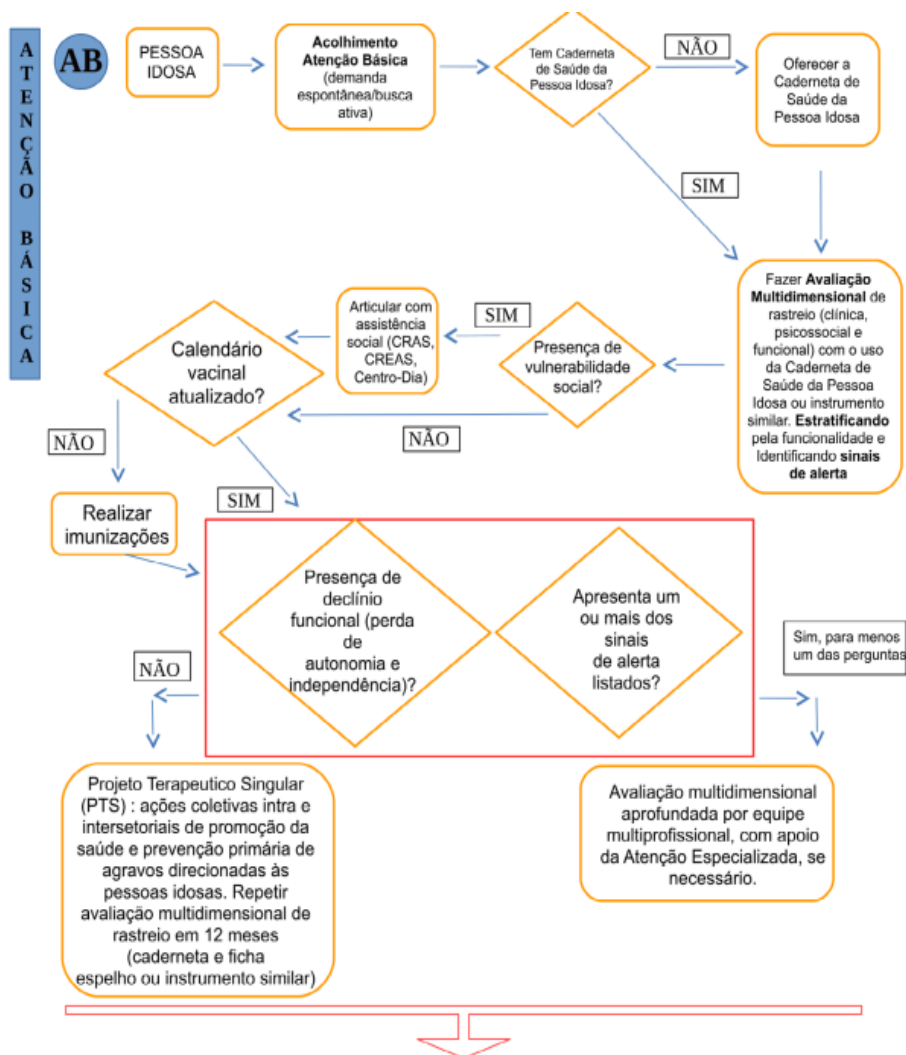 ATENÇÃO BÁSICA
AB
PESSOA
IDOSA
Acolhimento
Atenção Básica
(demanda
espontânea/busca
ativa)
Tem Caderneta
de Saúde da
Pessoa Idosa?
NÃO
Oferecer a
Caderneta de
Saúde da
Pessoa Idosa
SIM
Fazer Avaliação
Multidimensional de
rastreio (clínica,
psicossocial e
funcional) com o uso
da Caderneta de
Saúde da Pessoa
Idosa ou instrumento
similar. Estratificando
pela funcionalidade e
Identificando sinais
de alerta
Presença de
vulnerabilidade
social?
SIM
Articular com
assistência
social (CRAS,
CREAS,
Centro-Dia)
NÃO
Calendário
vacinal
atualizado?
NÃO
Realizar
imunizações
SIM
Presença de
declínio
funcional (perda
de
autonomia e
independência)?
Apresenta um
ou mais dos
sinais
de alerta
listados?
NÃO
Sim, para menos
um das perguntas
Projeto Terapeutico Singular
(PTS) : ações coletivas intra e
intersetoriais de promoção da
saúde e prevenção primária de
agravos direcionadas às
pessoas idosas. Repetir
avaliação multidimensional de
rastreio em 12 meses
(caderneta e ficha
espelho ou instrumento similar)
Avaliação multidimensional
aprofundada por equipe
multiprofissional, com apoio
da Atenção Especializada, se
necessário.